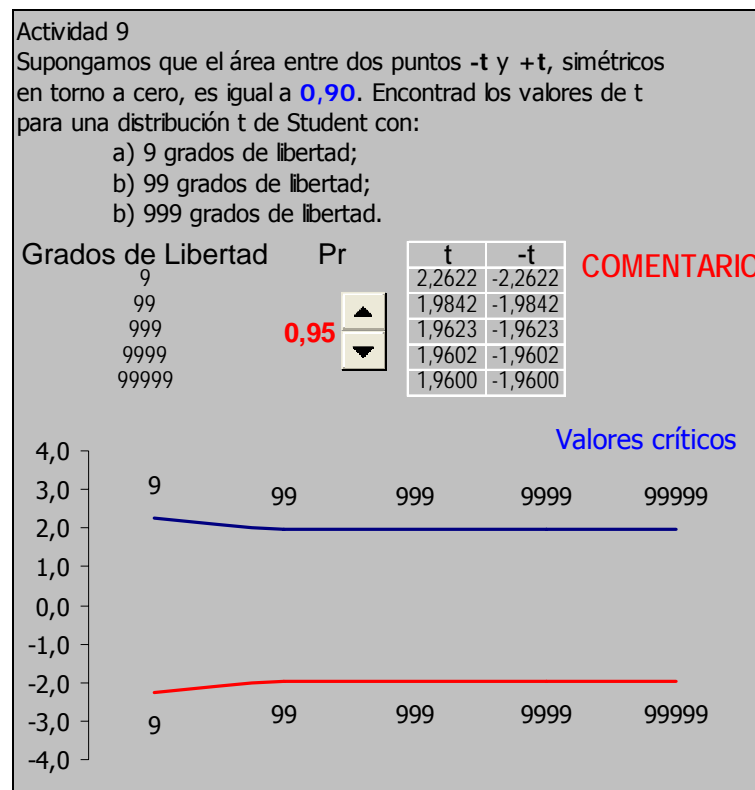 Actividad 9
Supongamos que el área entre dos puntos -t y +t, simétricos
en torno a cero, es igual a 0,90. Encontrad los valores de t
para una distribución t de Student con:
a) 9 grados de libertad;
b) 99 grados de libertad;
b) 999 grados de libertad.
Grados de Libertad Pr t -t COMENTARIO
9 2,2622 -2,2622
99 1,9842 -1,9842
999 0,95 1,9623 -1,9623
9999 1,9602 -1,9602
99999 1,9600 -1,9600
Valores críticos
4,0
3,0
2,0
1,0
0,0
-1,0
-2,0
-3,0
-4,0
9 99 999 9999 99999
9 99 999 9999 99999